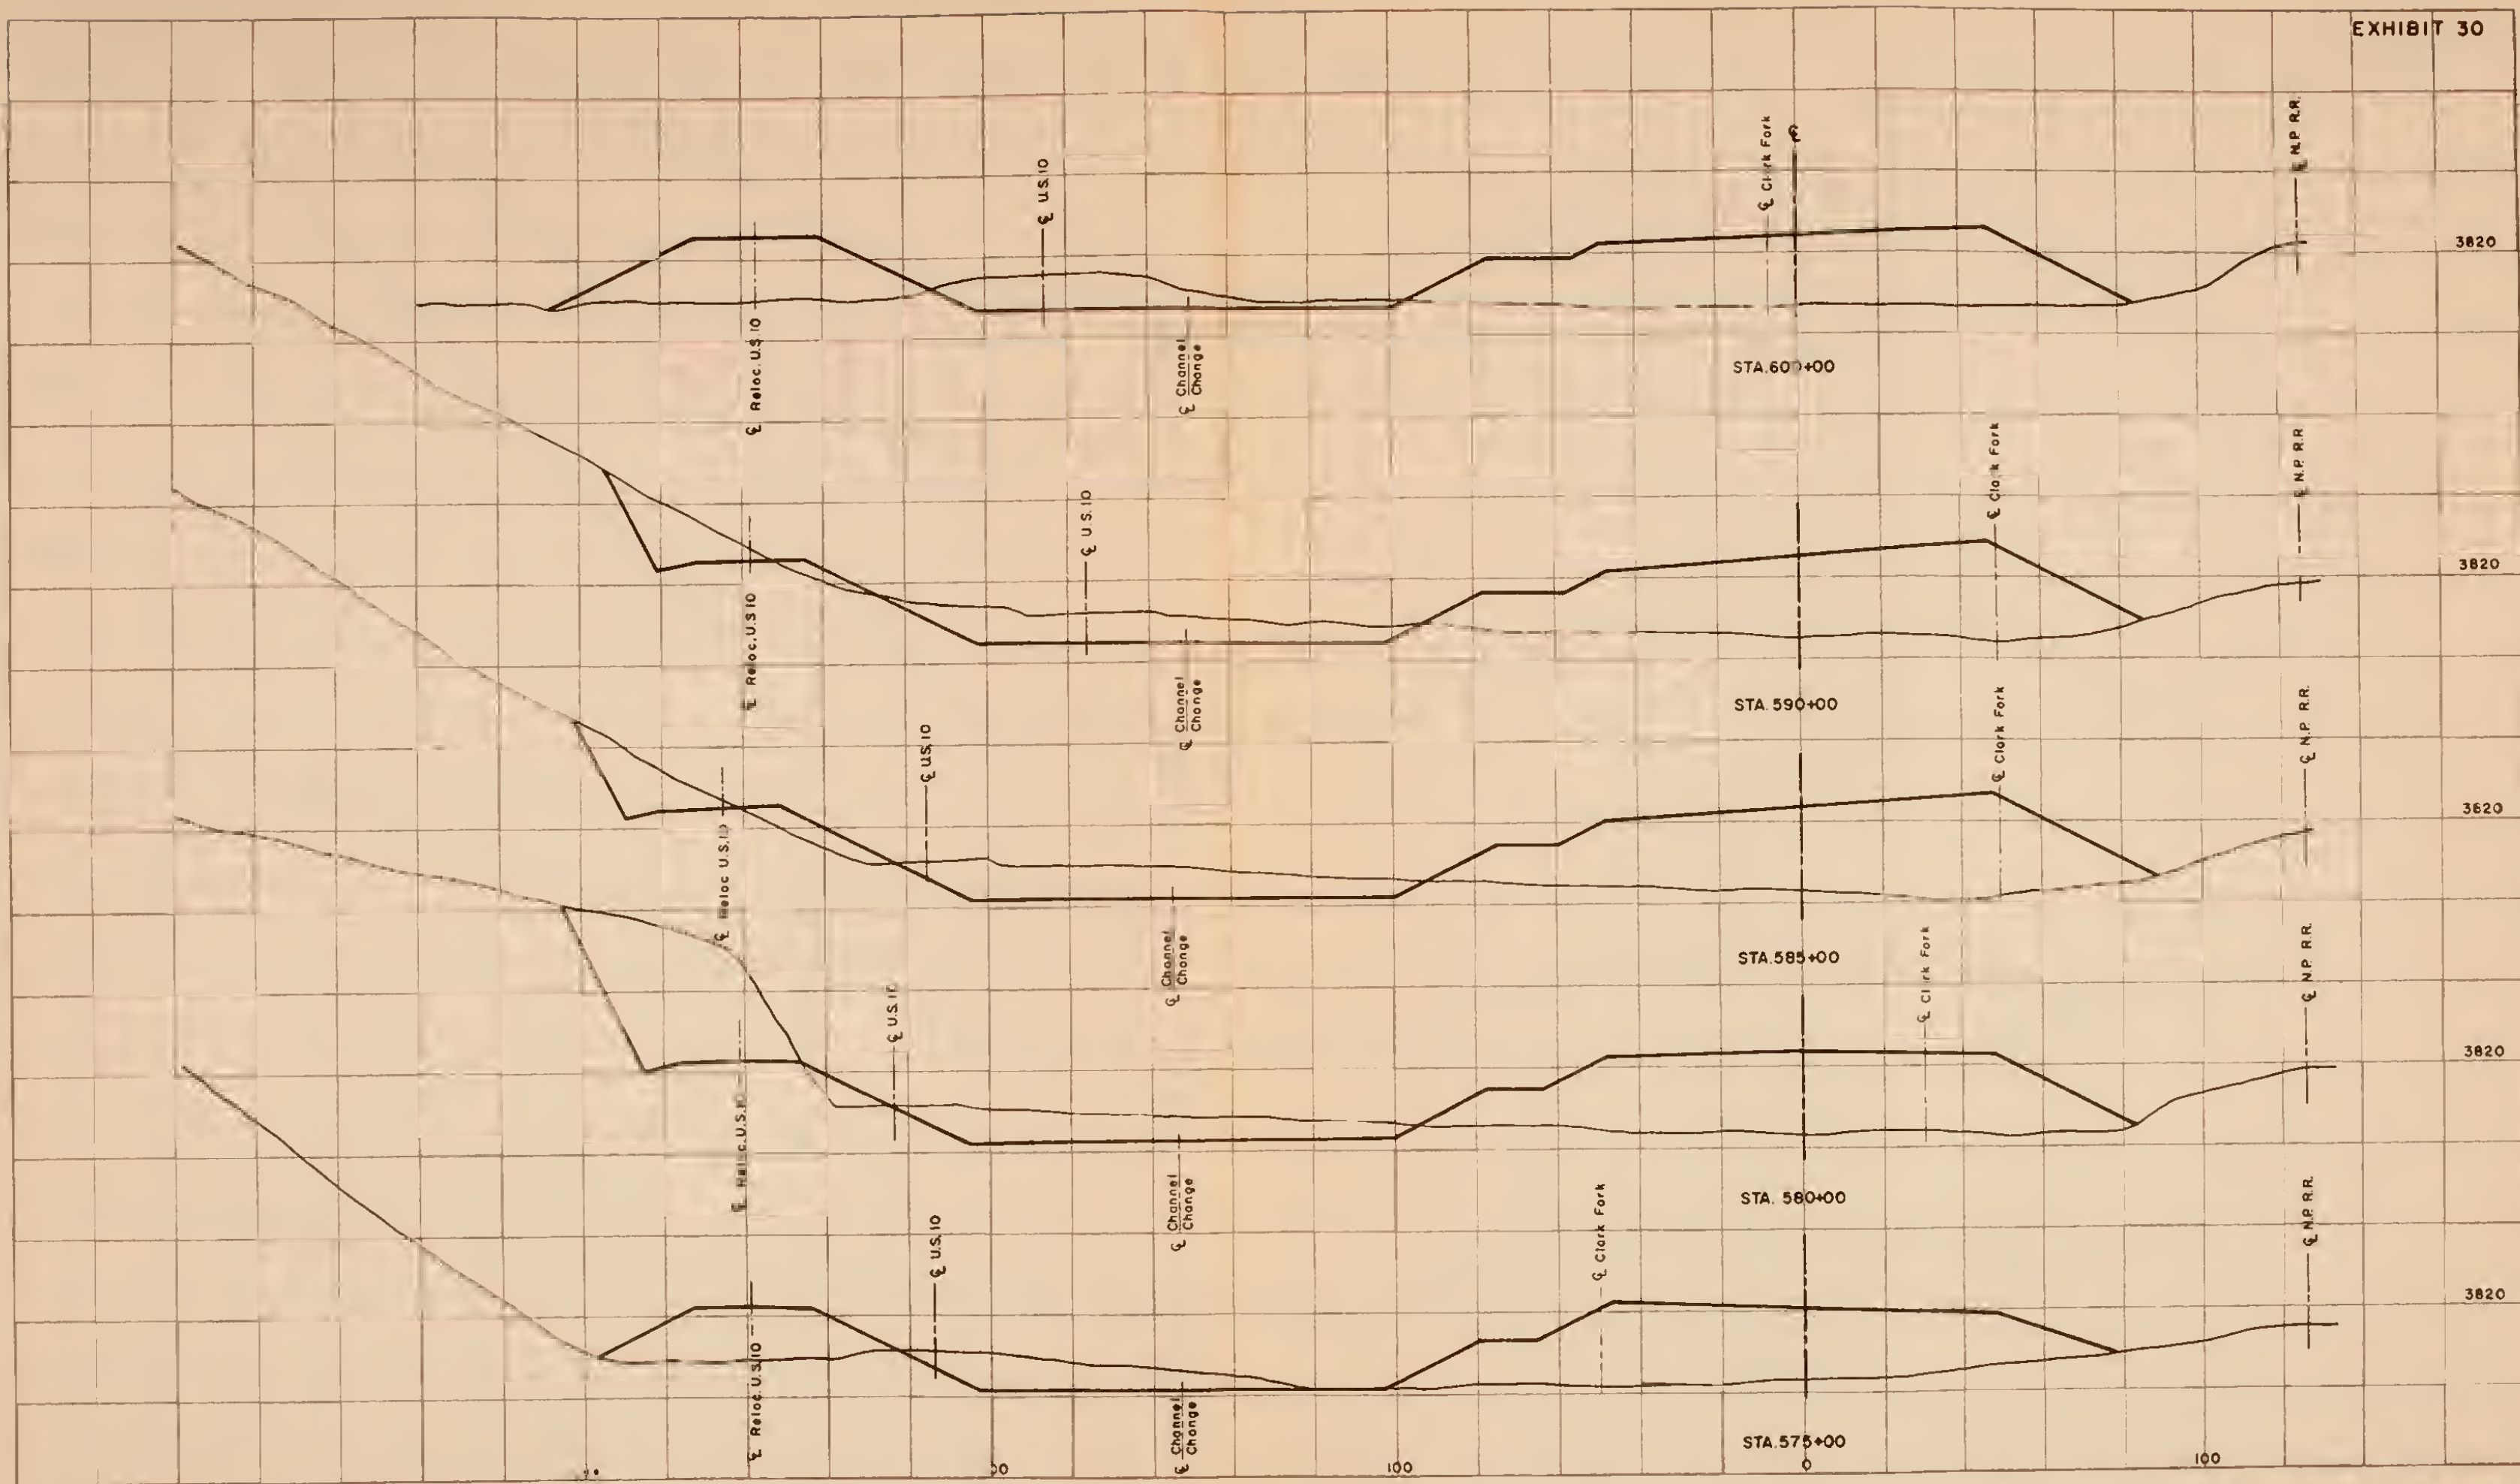 EXHIBIT 30
℄ N.P. R.R.
℄ Clark Fork
℄
℄ U.S.10
3820
℄ Reloc. U.S.10
℄ Channel
Change
STA.600+00
℄ N.P. R.R
℄ Clark Fork
℄ U.S.10
3820
℄ Reloc. U.S.10
℄ Channel
Change
STA.590+00
℄ N.P. R.R.
℄ Clark Fork
℄ U.S.10
3820
℄ Reloc U.S.10
℄ Channel
Change
STA.585+00
℄ N.P. R.R.
℄ Clark Fork
℄ U.S.10
3820
℄ Reloc. U.S.10
℄ Channel
Change
STA. 580+00
℄ N.P. R.R.
℄ Clark Fork
℄ U.S.10
3820
℄ Reloc. U.S.10
℄ Channel
Change
STA.575+00
100 0 100